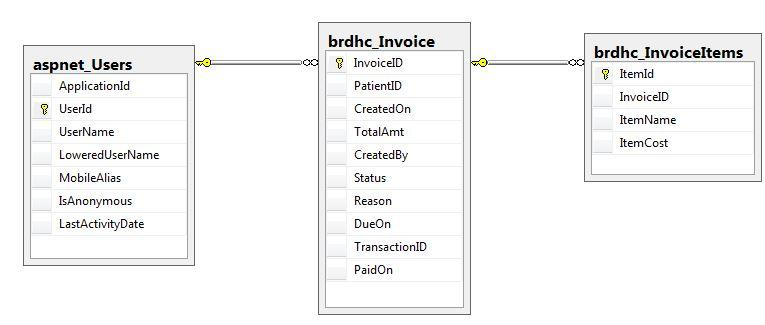 aspnet_Users
ApplicationId
UserId
UserName
LoweredUserName
MobileAlias
IsAnonymous
LastActivityDate
brdhc_Invoice
InvoiceID
PatientID
CreatedOn
TotalAmt
CreatedBy
Status
Reason
DueOn
TransactionID
PaidOn
brdhc_InvoiceItems
ItemId
InvoiceID
ItemName
ItemCost